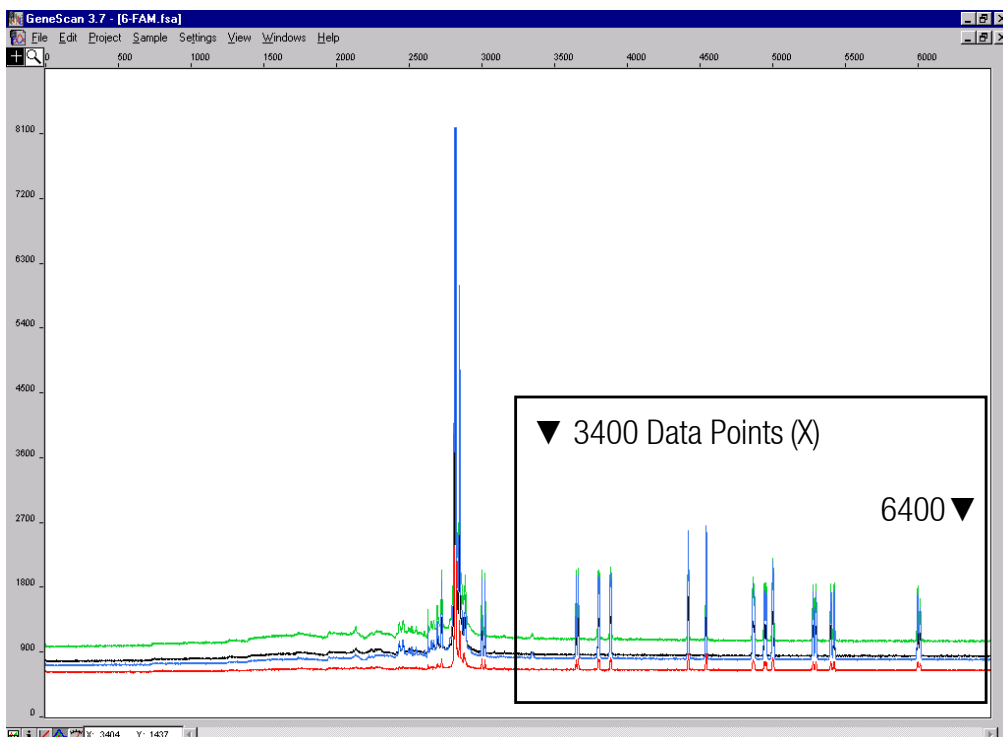 GeneScan 3.7 - [6-FAM.fsa]
File Edit Project Sample Settings View Windows Help
0 500 1000 1500 2000 2500 3000 3500 4000 4500 5000 5500 6000
8100
7200
6300
5400
4500
3600
2700
1800
900
0
▼ 3400 Data Points (X)
6400 ▼
X: 3404 Y: 1437